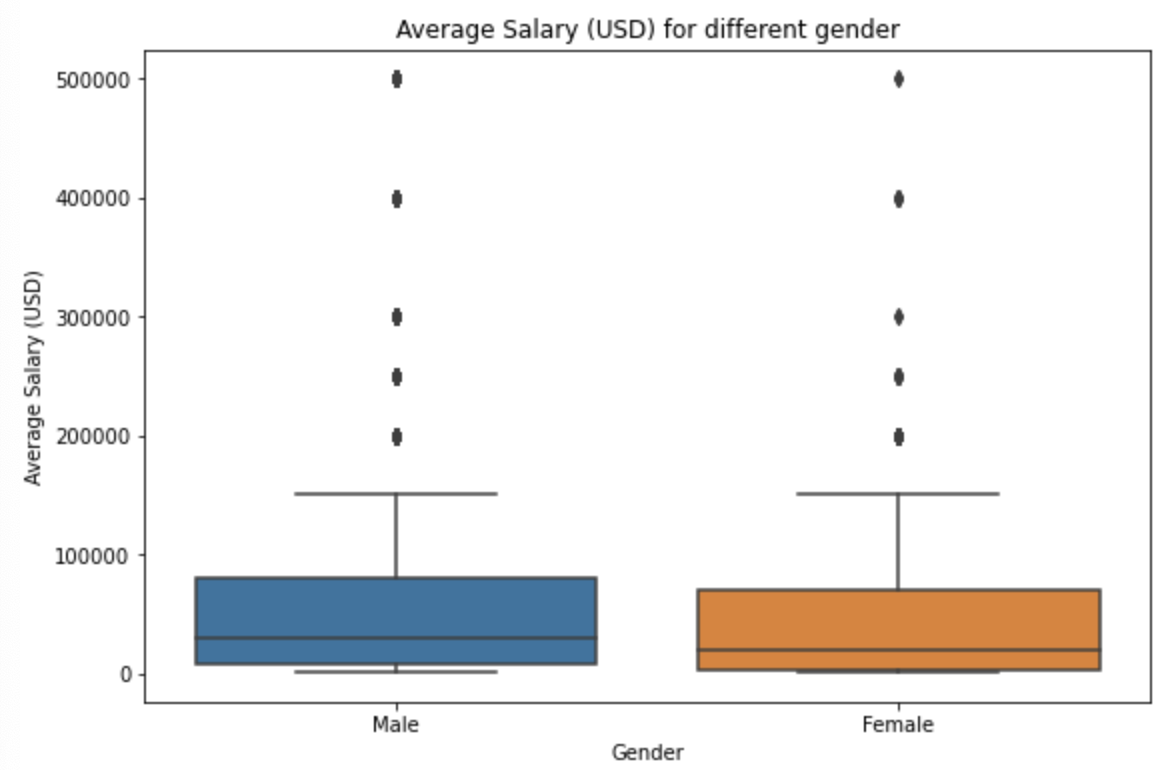 Average Salary (USD) for different gender
500000
400000
300000
200000
100000
0
Average Salary (USD)
Male
Female
Gender